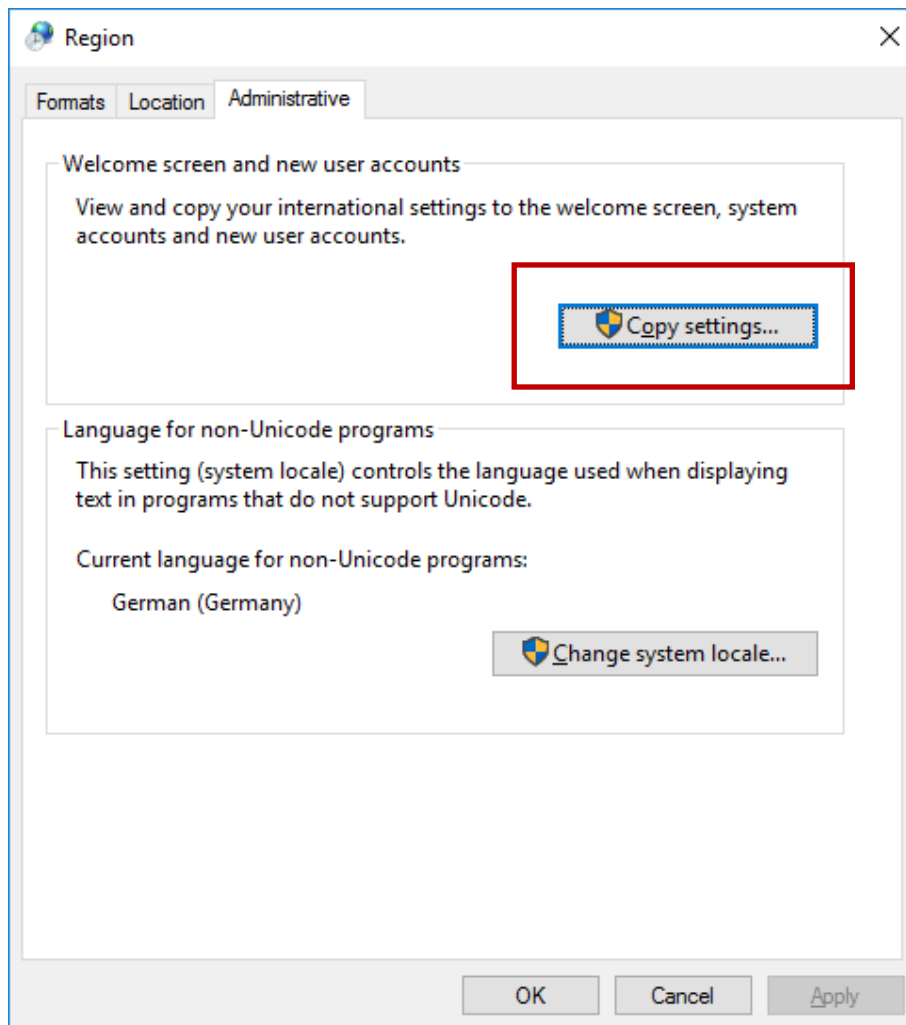 Region
Formats
Location
Administrative
Welcome screen and new user accounts
View and copy your international settings to the welcome screen, system
accounts and new user accounts.
Copy settings...
Language for non-Unicode programs
This setting (system locale) controls the language used when displaying
text in programs that do not support Unicode.
Current language for non-Unicode programs:
German (Germany)
Change system locale...
OK
Cancel
Apply